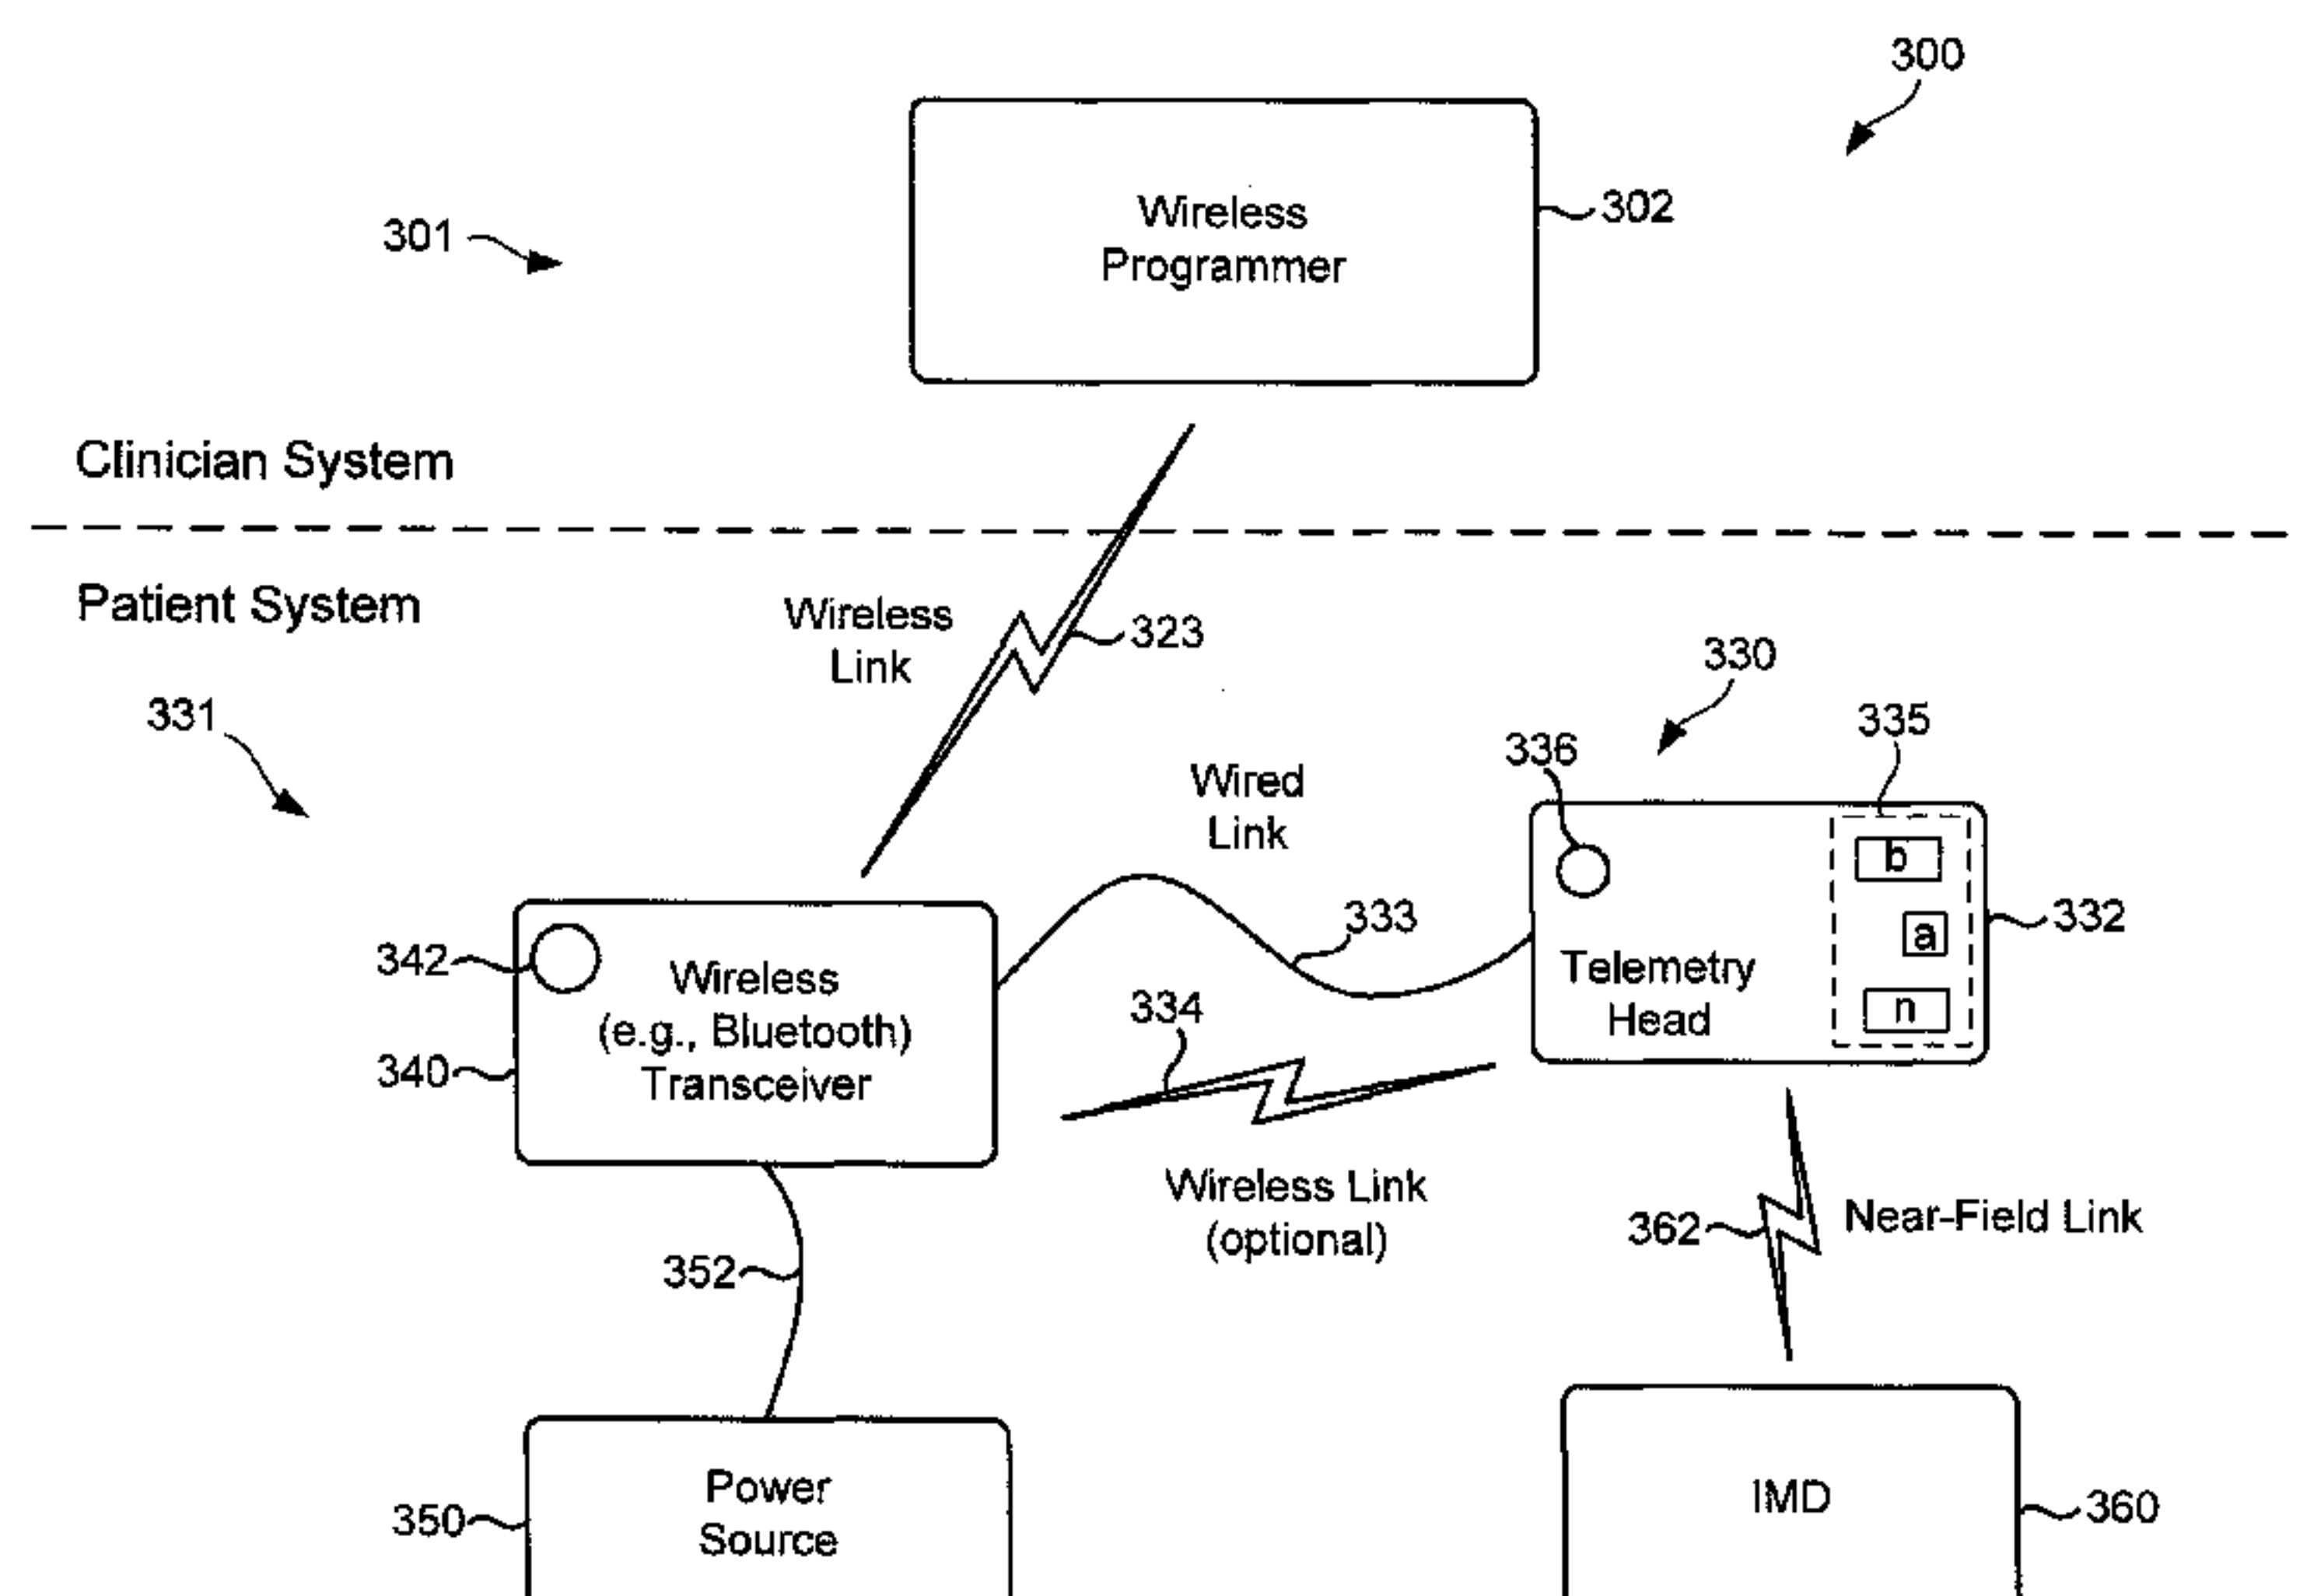 300
Wireless
Programmer
302
301
Clinician System
Patient System
Wireless
Link
323
330
331
335
336
Wired
Link
b
333
332
a
342
Wireless
(e.g., Bluetooth)
Transceiver
Telemetry
Head
334
n
340
Wireless Link
(optional)
362
Near-Field Link
352
Power
Source
IMD
350
360